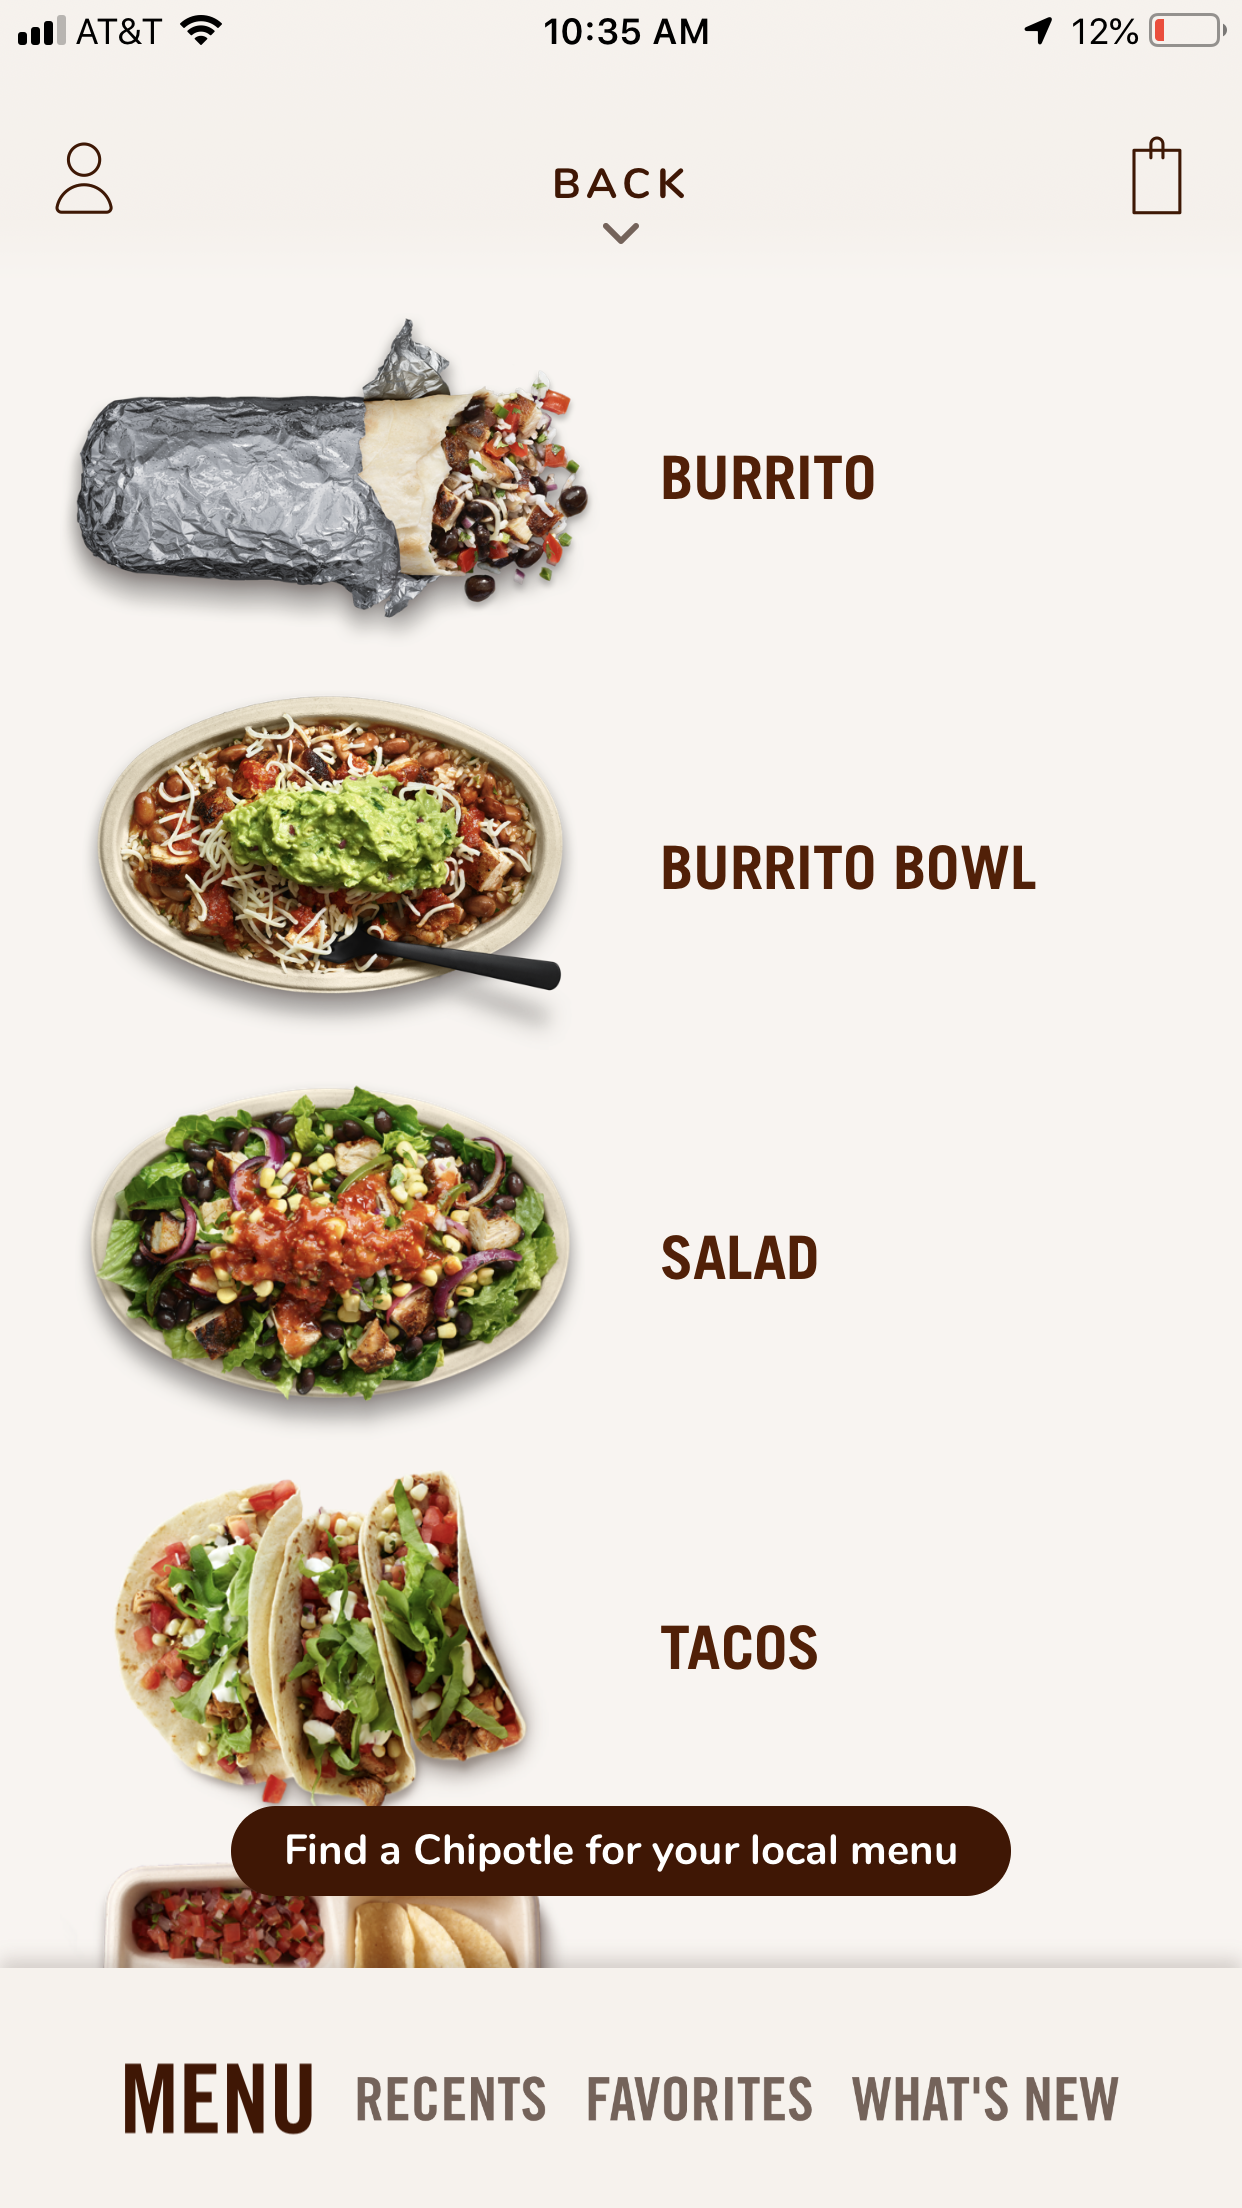 AT&T 10:35 AM 12%
BACK
BURRITO
BURRITO BOWL
SALAD
TACOS
Find a Chipotle for your local menu
MENU RECENTS FAVORITES WHAT'S NEW